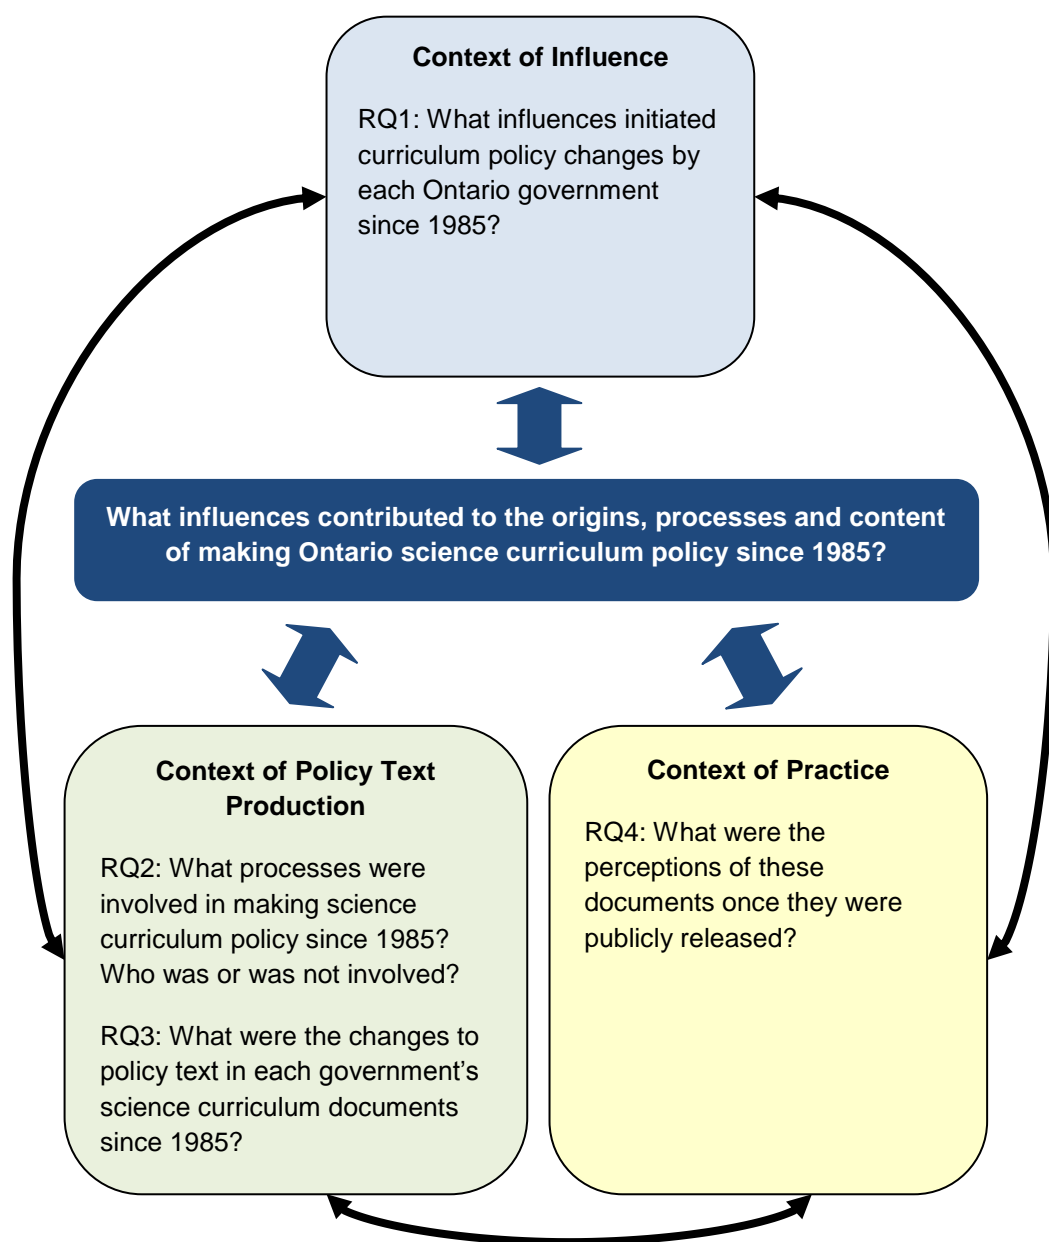 Context of Influence
RQ1: What influences initiated
curriculum policy changes by
each Ontario government
since 1985?
What influences contributed to the origins, processes and content
of making Ontario science curriculum policy since 1985?
Context of Policy Text
Production
RQ2: What processes were
involved in making science
curriculum policy since 1985?
Who was or was not involved?
RQ3: What were the changes to
policy text in each government’s
science curriculum documents
since 1985?
Context of Practice
RQ4: What were the
perceptions of these
documents once they were
publicly released?